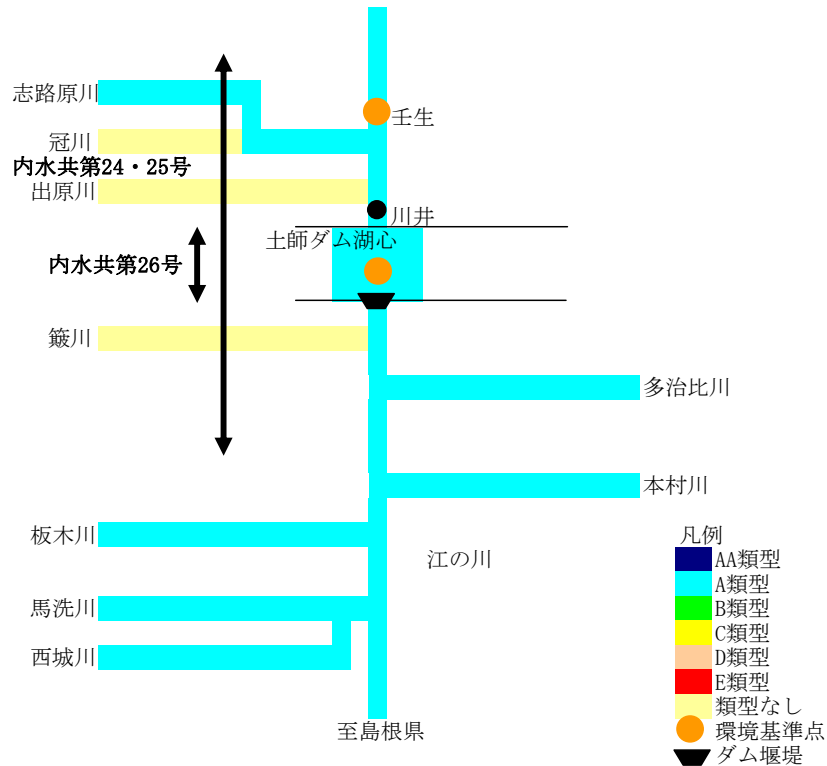 志路原川
壬生
冠川
内水共第24・25号
出原川
川井
土師ダム湖心
内水共第26号
簸川
多治比川
本村川
板木川
江の川
馬洗川
西城川
至島根県
凡例
AA類型
A類型
B類型
C類型
D類型
E類型
類型なし
環境基準点
ダム堰堤